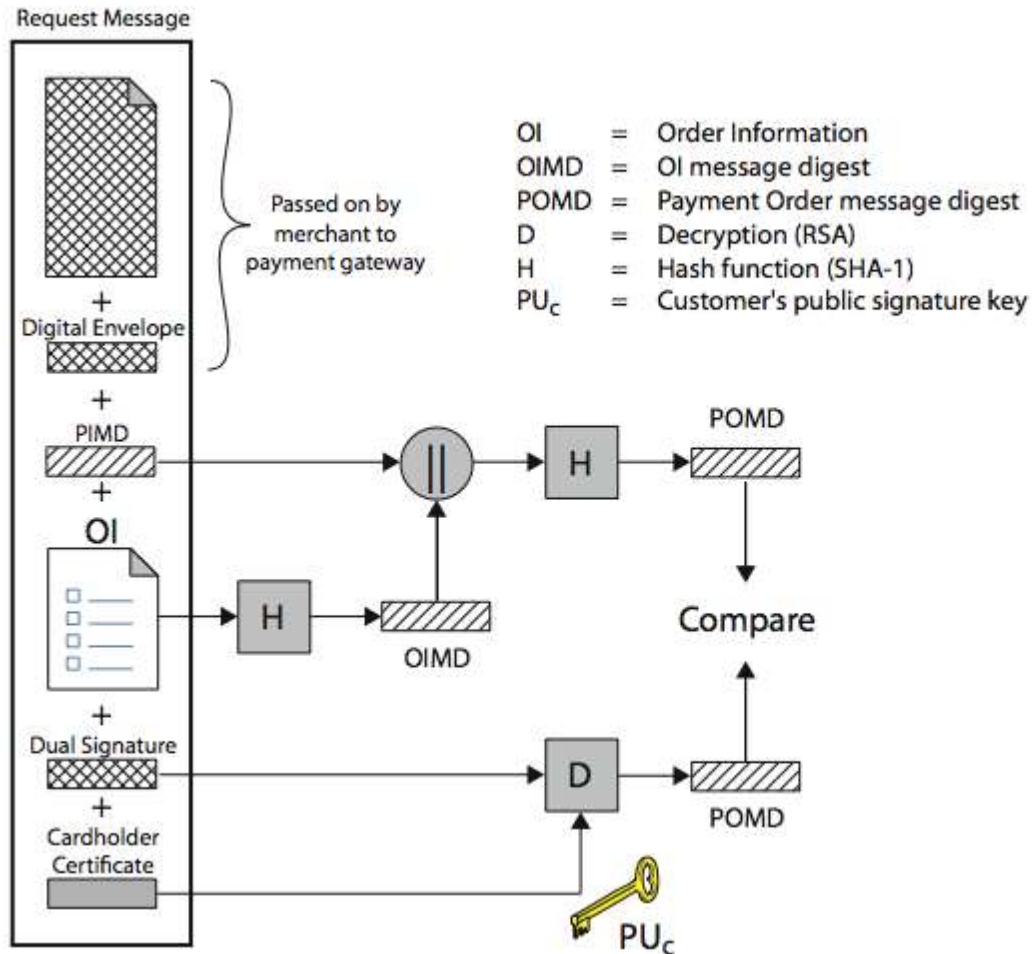 Request Message
Passed on by
merchant to
payment gateway
+
Digital Envelope
+
PIMD
+
OI
+
Dual Signature
+
Cardholder
Certificate
OI = Order Information
OIMD = OI message digest
POMD = Payment Order message digest
D = Decryption (RSA)
H = Hash function (SHA-1)
PUc = Customer's public signature key
||
H
POMD
H
OIMD
Compare
D
POMD
PUc